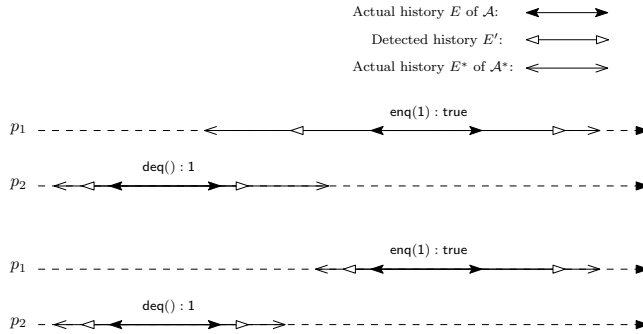 Actual history E of 𝒜:
Detected history E′:
Actual history E* of 𝒜*:
enq(1) : true
p₁
deq() : 1
p₂
enq(1) : true
p₁
deq() : 1
p₂